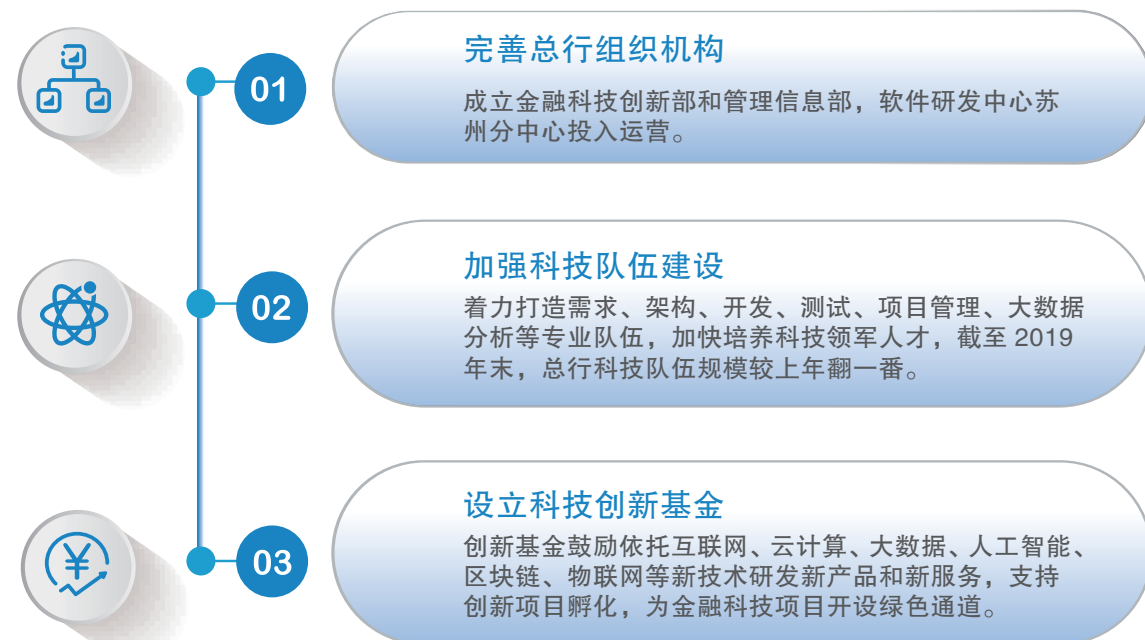 01
完善总行组织机构
成立金融科技创新部和管理信息部，软件研发中心苏
州分中心投入运营。
02
加强科技队伍建设
着力打造需求、架构、开发、测试、项目管理、大数据
分析等专业队伍，加快培养科技领军人才，截至 2019
年末，总行科技队伍规模较上年翻一番。
03
设立科技创新基金
创新基金鼓励依托互联网、云计算、大数据、人工智能、
区块链、物联网等新技术研发新产品和新服务，支持
创新项目孵化，为金融科技项目开设绿色通道。
¥